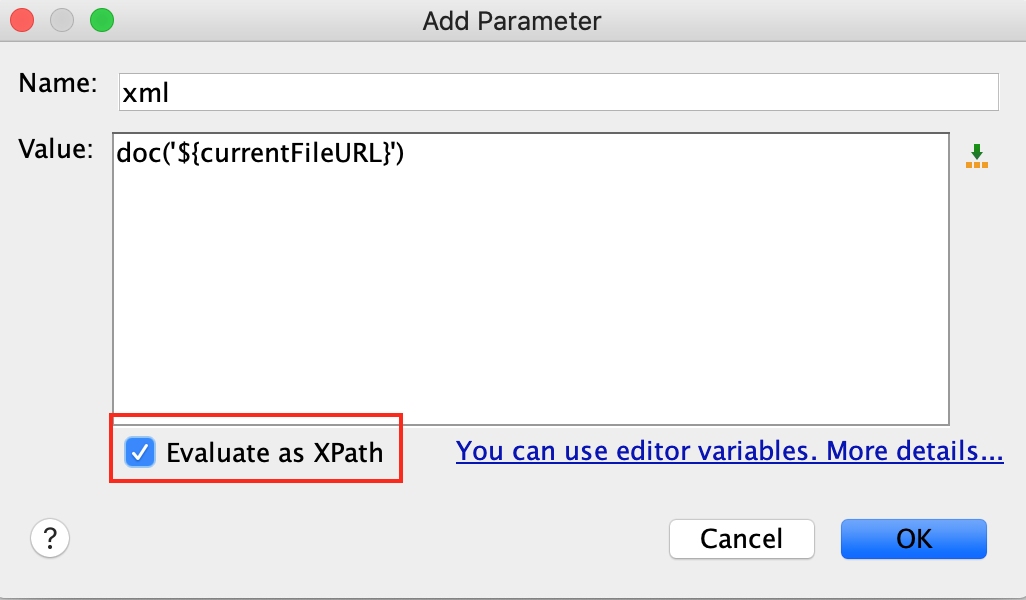 Add Parameter
Name:
xml
Value:
doc('${currentFileURL}')
Evaluate as XPath
You can use editor variables. More details...
?
Cancel
OK